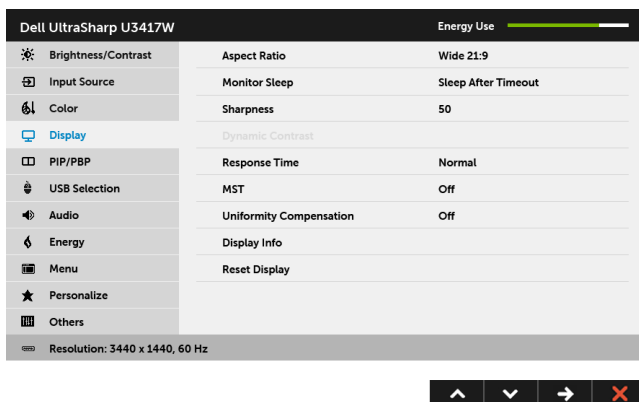 Dell UltraSharp U3417W Energy Use
Brightness/Contrast Aspect Ratio Wide 21:9
Input Source Monitor Sleep Sleep After Timeout
Color Sharpness 50
Display Dynamic Contrast
PIP/PBP Response Time Normal
USB Selection MST Off
Audio Uniformity Compensation Off
Energy Display Info
Menu Reset Display
Personalize
Others
Resolution: 3440 x 1440, 60 Hz